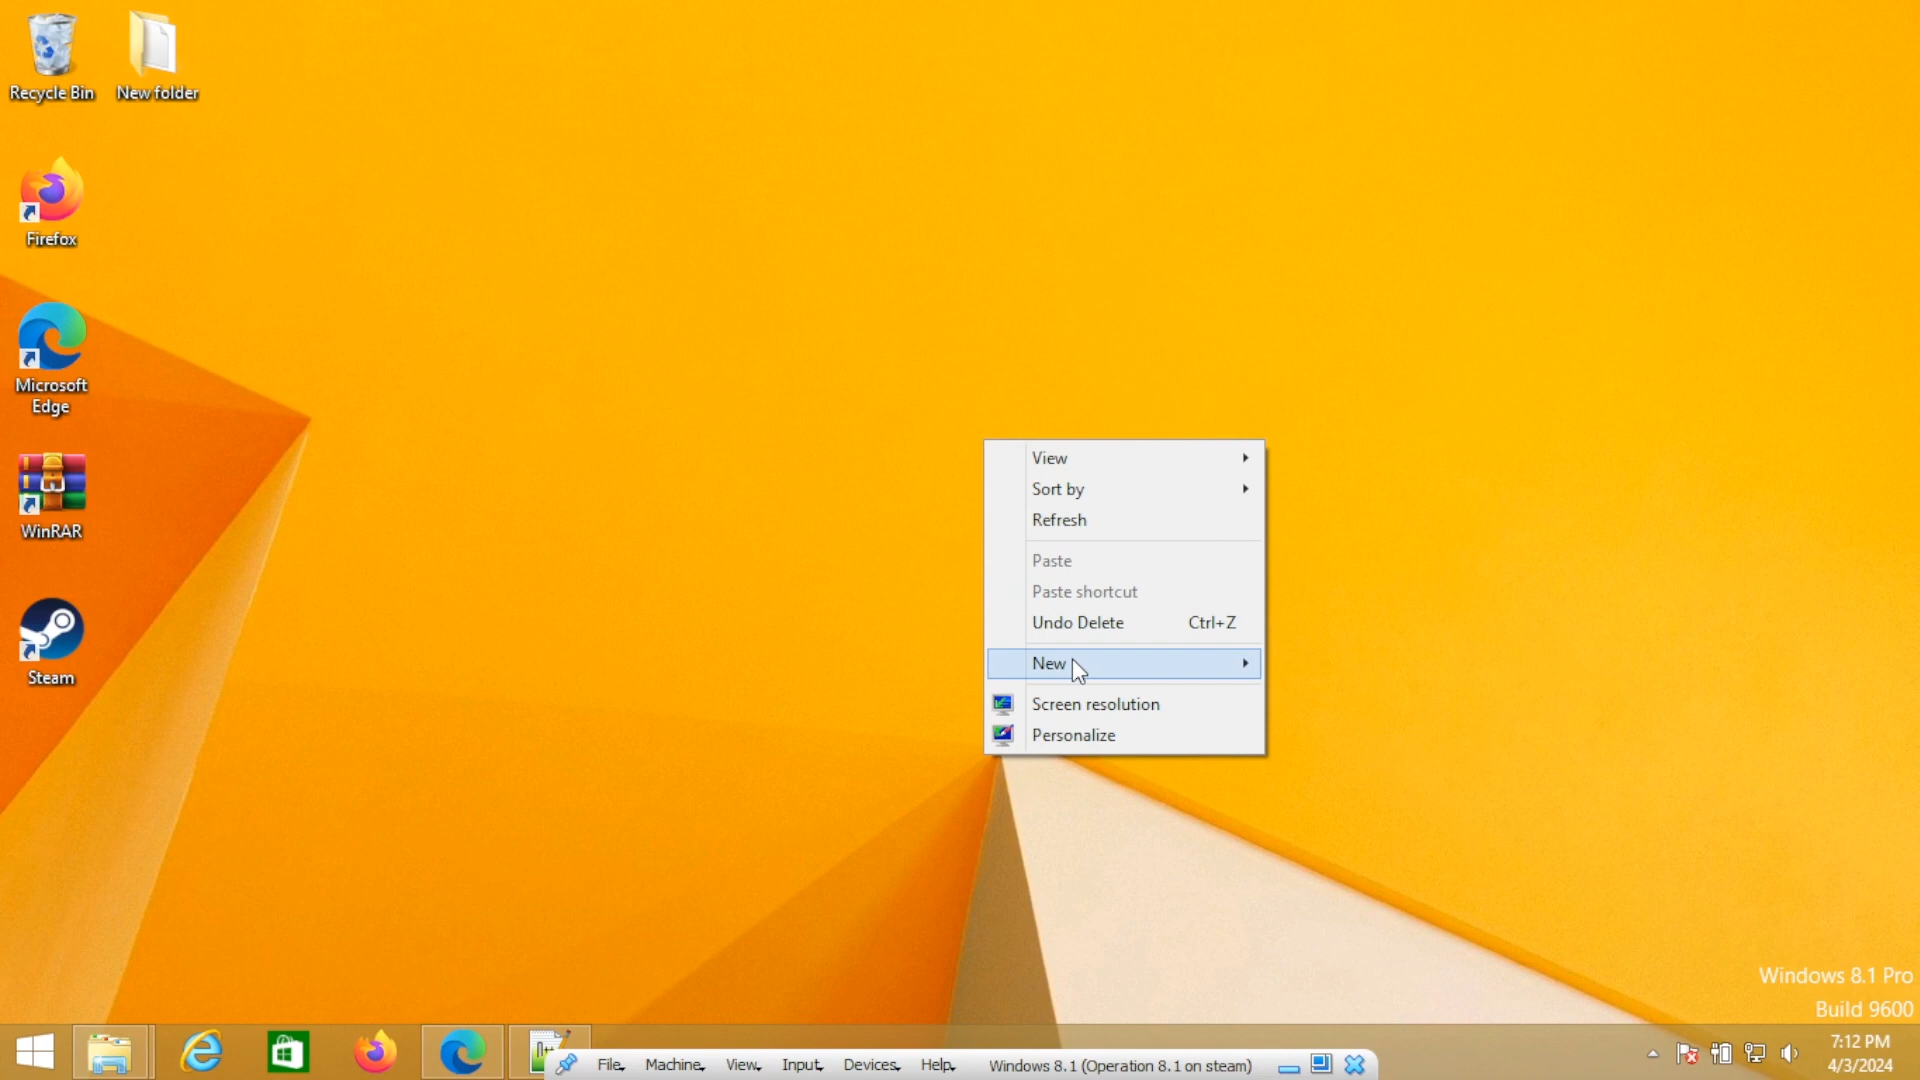 Recycle Bin
New folder
Firefox
Microsoft
Edge
WinRAR
Steam
View
Sort by
Refresh
Paste
Paste shortcut
Undo Delete Ctrl+Z
New
Screen resolution
Personalize
Windows 8.1 Pro
Build 9600
File Machine View Input Devices Help Windows 8.1 (Operation 8.1 on steam)
7:12 PM
4/3/2024